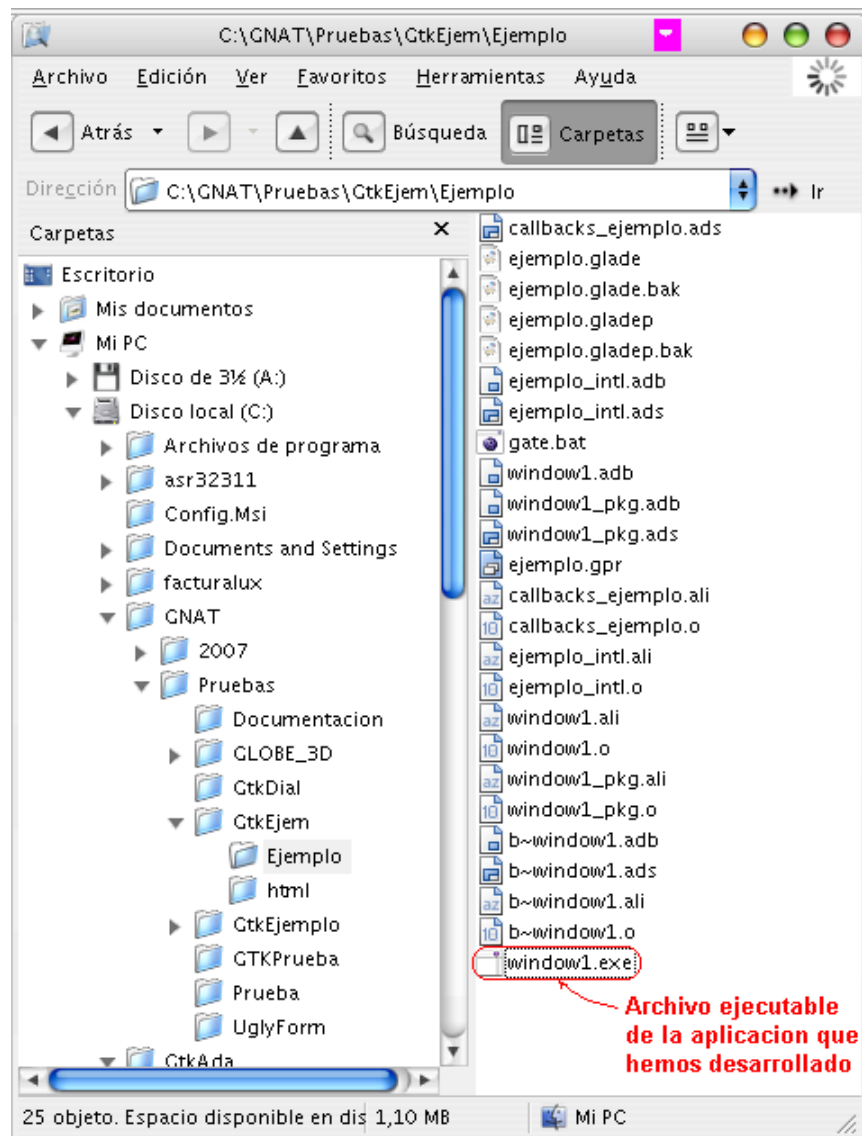 C:\GNAT\Pruebas\GtkEjem\Ejemplo
Archivo Edición Ver Favoritos Herramientas Ayuda
Atrás Búsqueda Carpetas
Dirección C:\GNAT\Pruebas\GtkEjem\Ejemplo Ir
Carpetas
Escritorio
Mis documentos
Mi PC
Disco de 3½ (A:)
Disco local (C:)
Archivos de programa
asr32311
Config.Msi
Documents and Settings
facturalux
GNAT
2007
Pruebas
Documentacion
GLOBE_3D
GtkDial
GtkEjem
Ejemplo
html
GtkEjemplo
GTKPrueba
Prueba
UglyForm
GtkAda
callbacks_ejemplo.ads
ejemplo.glade
ejemplo.glade.bak
ejemplo.gladep
ejemplo.gladep.bak
ejemplo_intl.adb
ejemplo_intl.ads
gate.bat
window1.adb
window1_pkg.adb
window1_pkg.ads
ejemplo.gpr
callbacks_ejemplo.ali
callbacks_ejemplo.o
ejemplo_intl.ali
ejemplo_intl.o
window1.ali
window1.o
window1_pkg.ali
window1_pkg.o
b~window1.adb
b~window1.ads
b~window1.ali
b~window1.o
window1.exe
Archivo ejecutable
de la aplicacion que
hemos desarrollado
25 objeto. Espacio disponible en dis 1,10 MB Mi PC